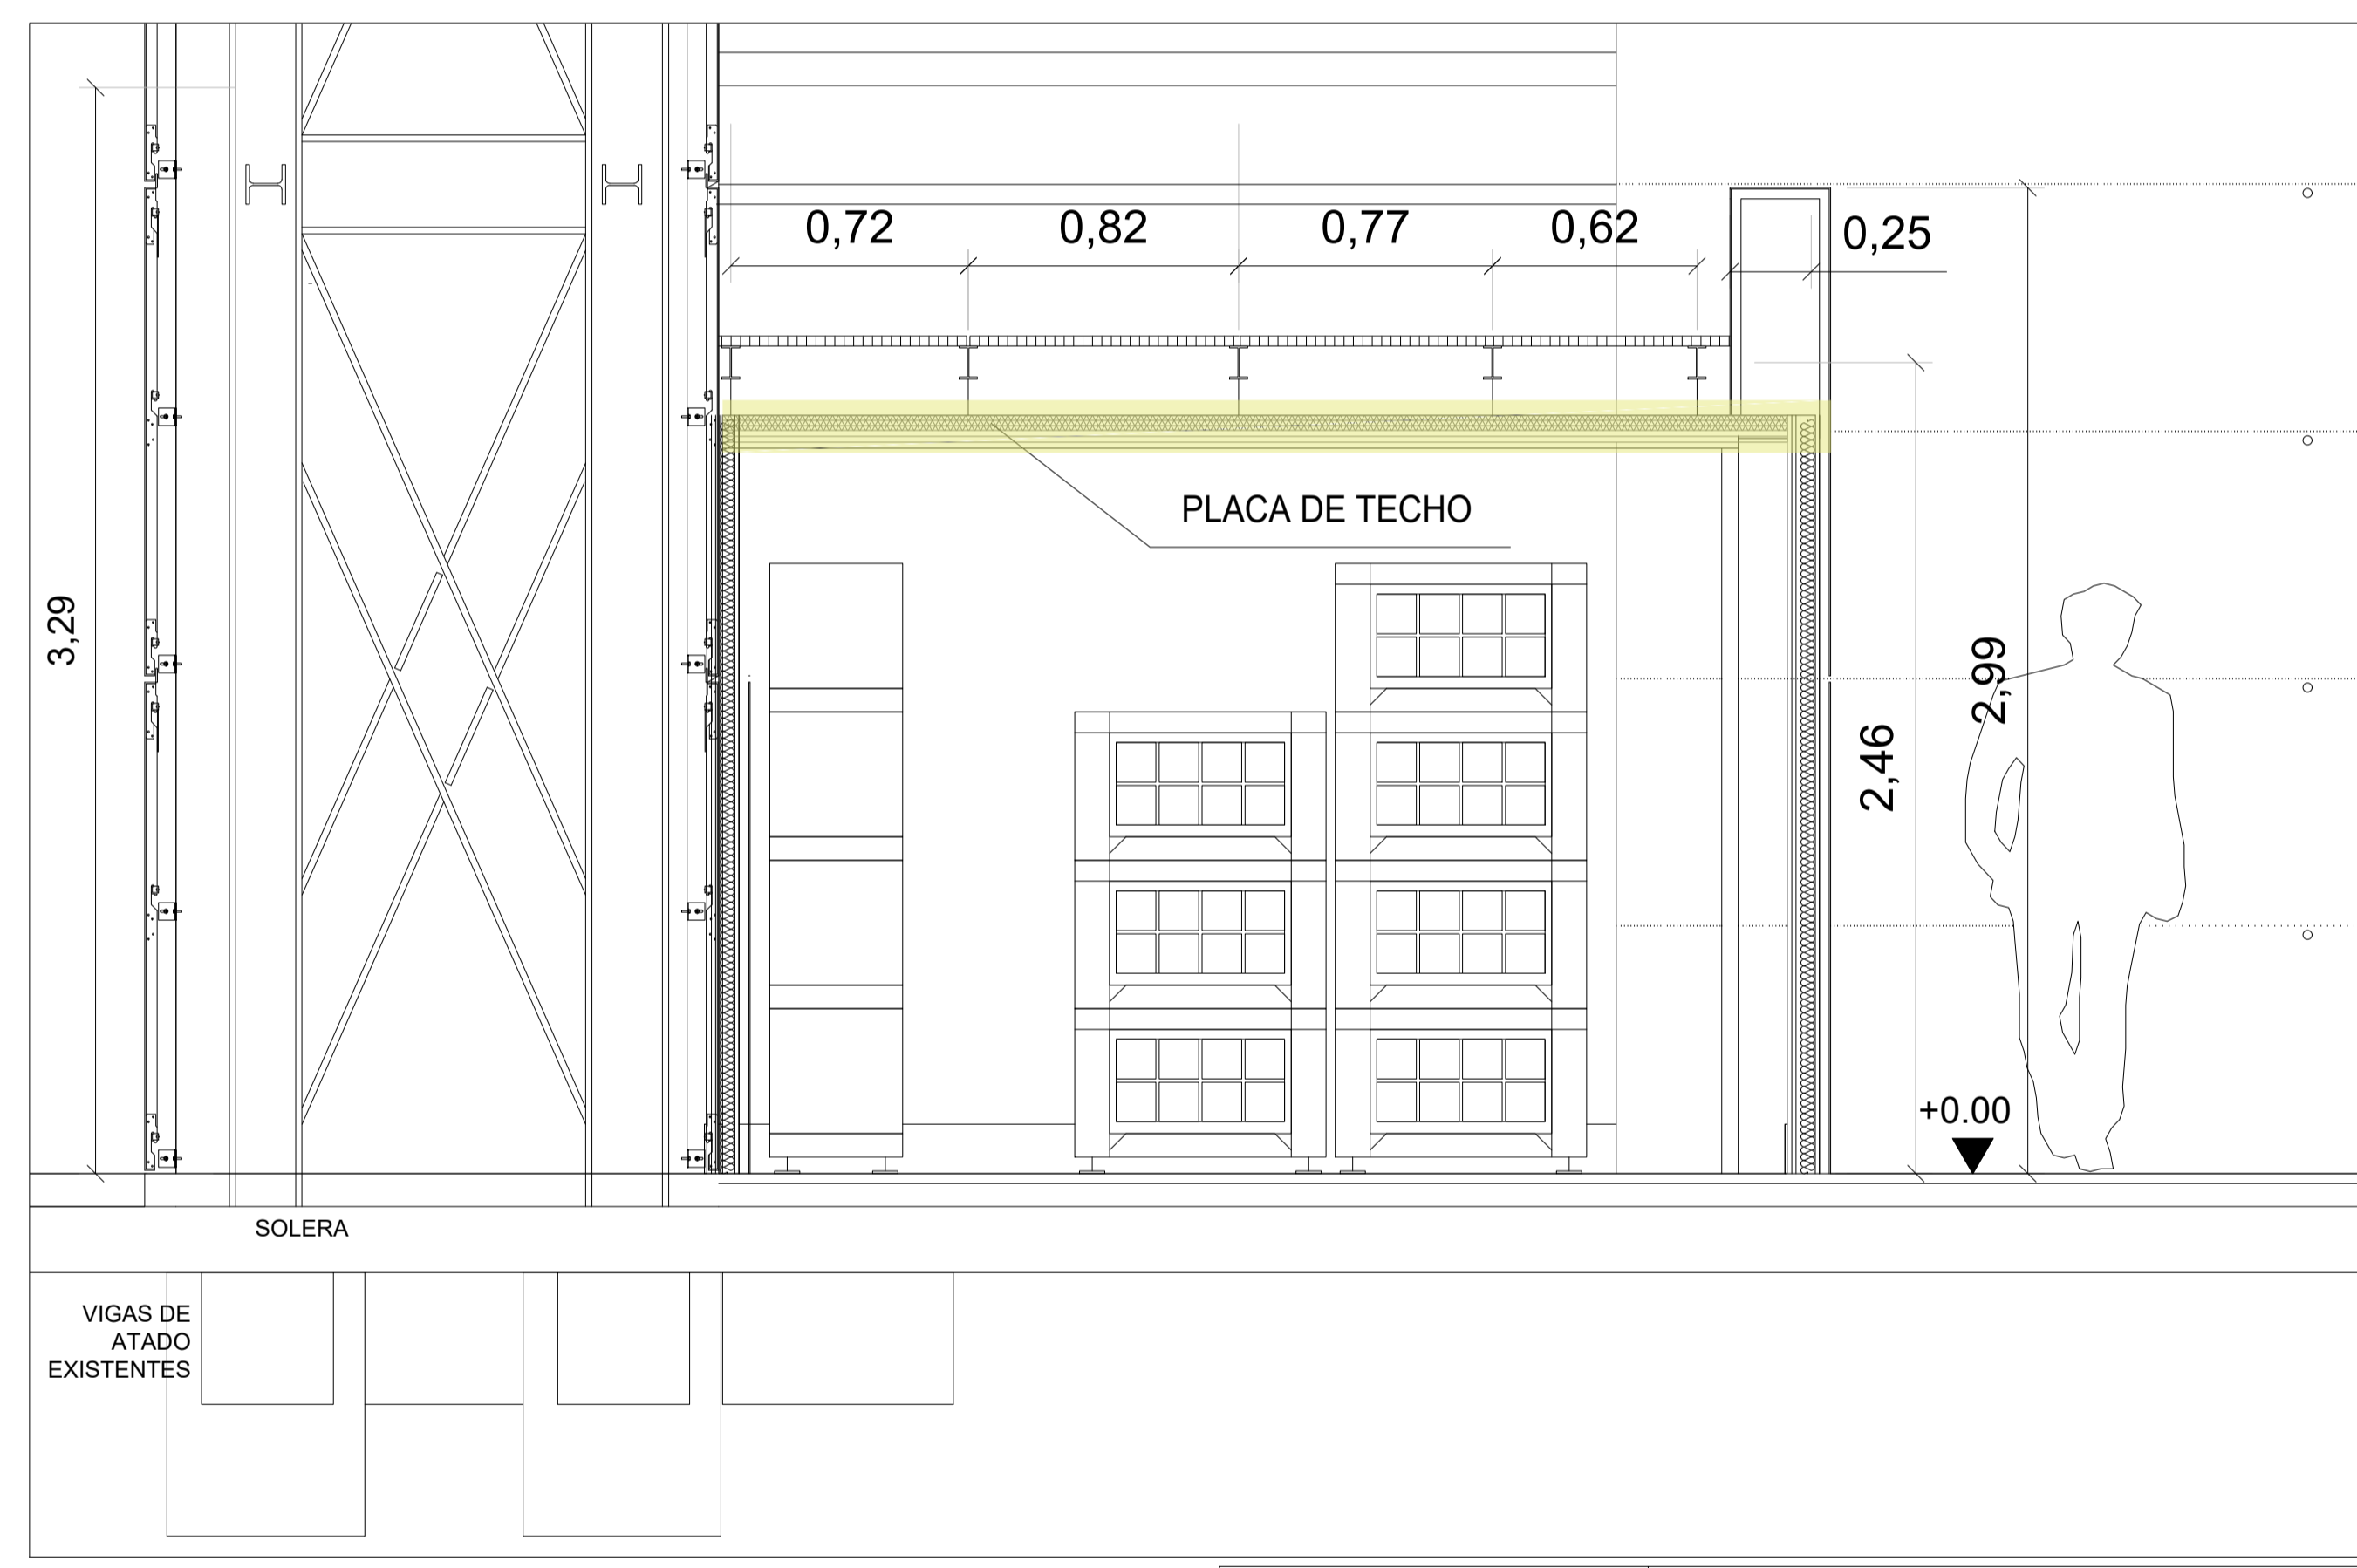 0,72
0,82
0,77
0,62
0,25
PLACA DE TECHO
3,29
2,99
2,46
+0.00
SOLERA
VIGAS DE
ATADO
EXISTENTES